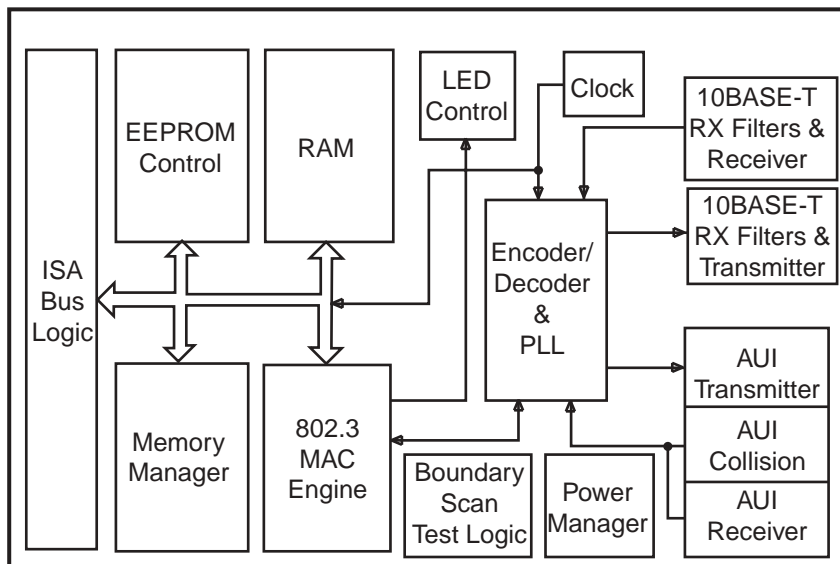 ISA
Bus
Logic
EEPROM
Control
RAM
LED
Control
Clock
10BASE-T
RX Filters &
Receiver
10BASE-T
RX Filters &
Transmitter
Encoder/
Decoder
&
PLL
Memory
Manager
802.3
MAC
Engine
Boundary
Scan
Test Logic
Power
Manager
AUI
Transmitter
AUI
Collision
AUI
Receiver